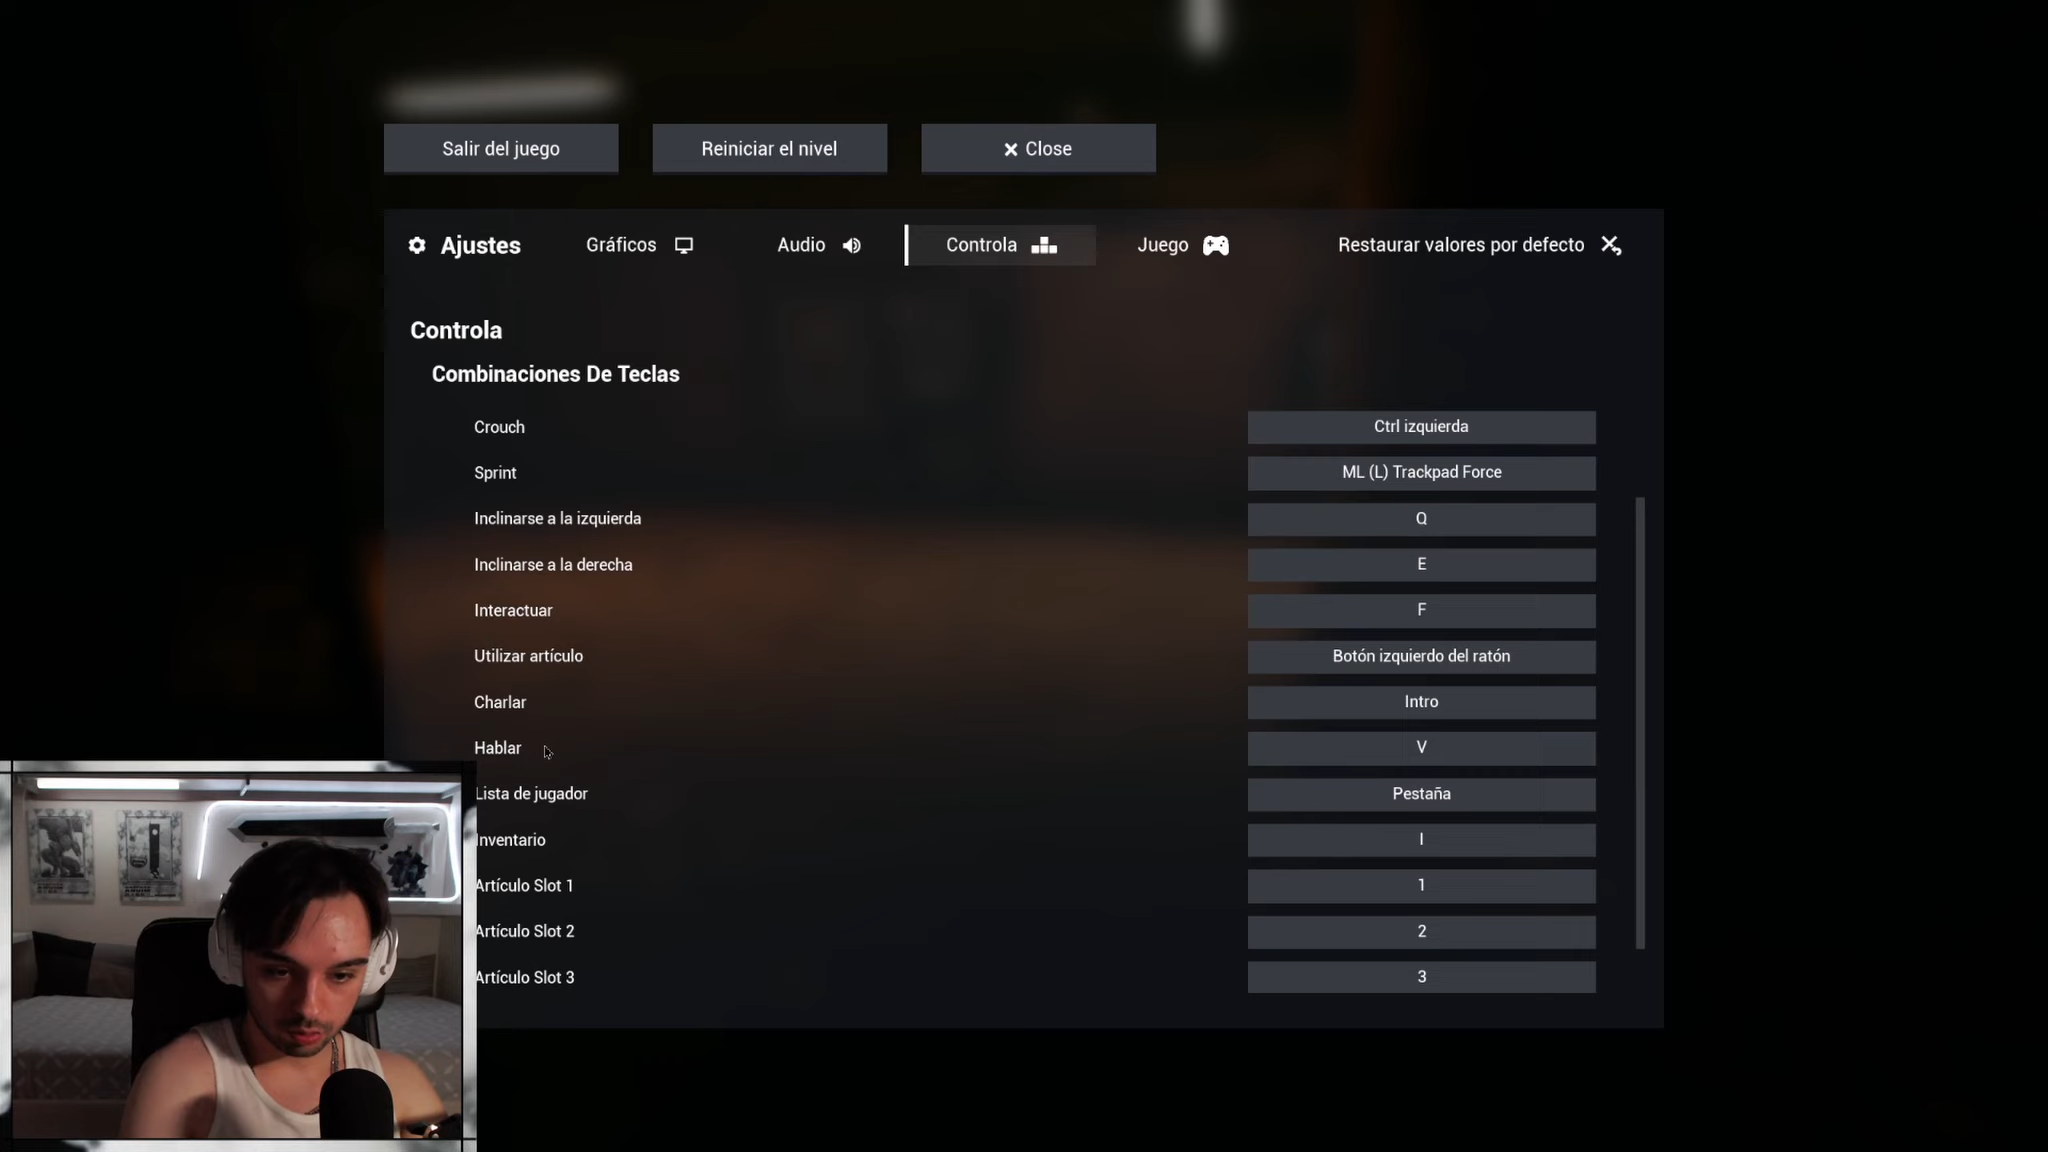 Salir del juego
Reiniciar el nivel
Close
Ajustes
Gráficos
Audio
Controla
Juego
Restaurar valores por defecto
Controla
Combinaciones De Teclas
Crouch
Ctrl izquierda
Sprint
ML (L) Trackpad Force
Inclinarse a la izquierda
Q
Inclinarse a la derecha
E
Interactuar
F
Utilizar artículo
Botón izquierdo del ratón
Charlar
Intro
Hablar
V
Lista de jugador
Pestaña
Inventario
I
Artículo Slot 1
1
Artículo Slot 2
2
Artículo Slot 3
3